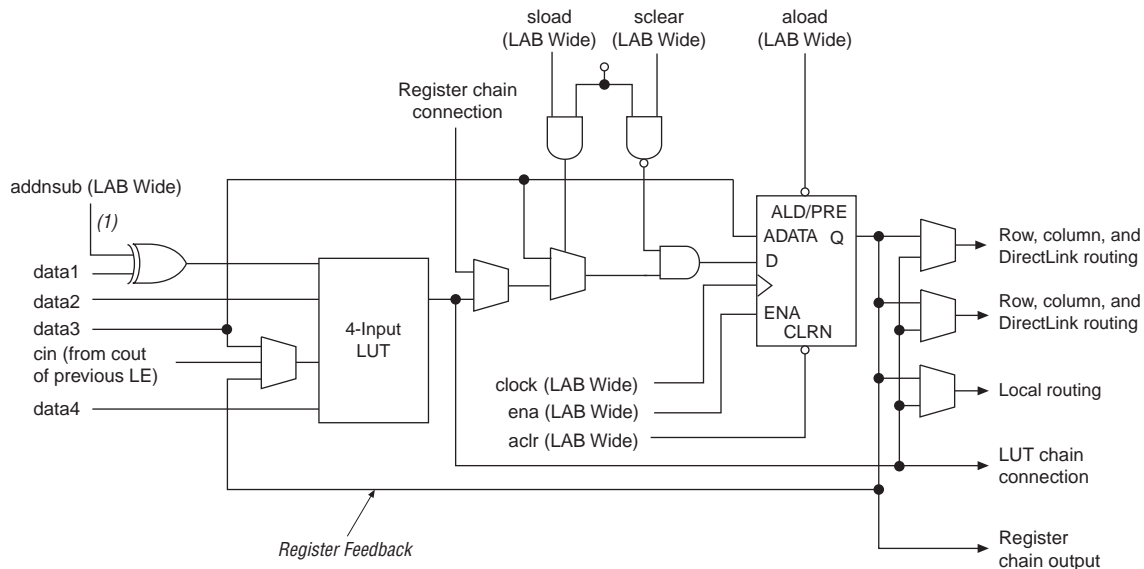 sload
(LAB Wide)
sclear
(LAB Wide)
aload
(LAB Wide)
Register chain
connection
addnsub (LAB Wide)
(1)
data1
data2
data3
cin (from cout
of previous LE)
data4
4-Input
LUT
ALD/PRE
ADATA Q
D
ENA
CLRN
clock (LAB Wide)
ena (LAB Wide)
aclr (LAB Wide)
Row, column, and
DirectLink routing
Row, column, and
DirectLink routing
Local routing
LUT chain
connection
Register
chain output
Register Feedback